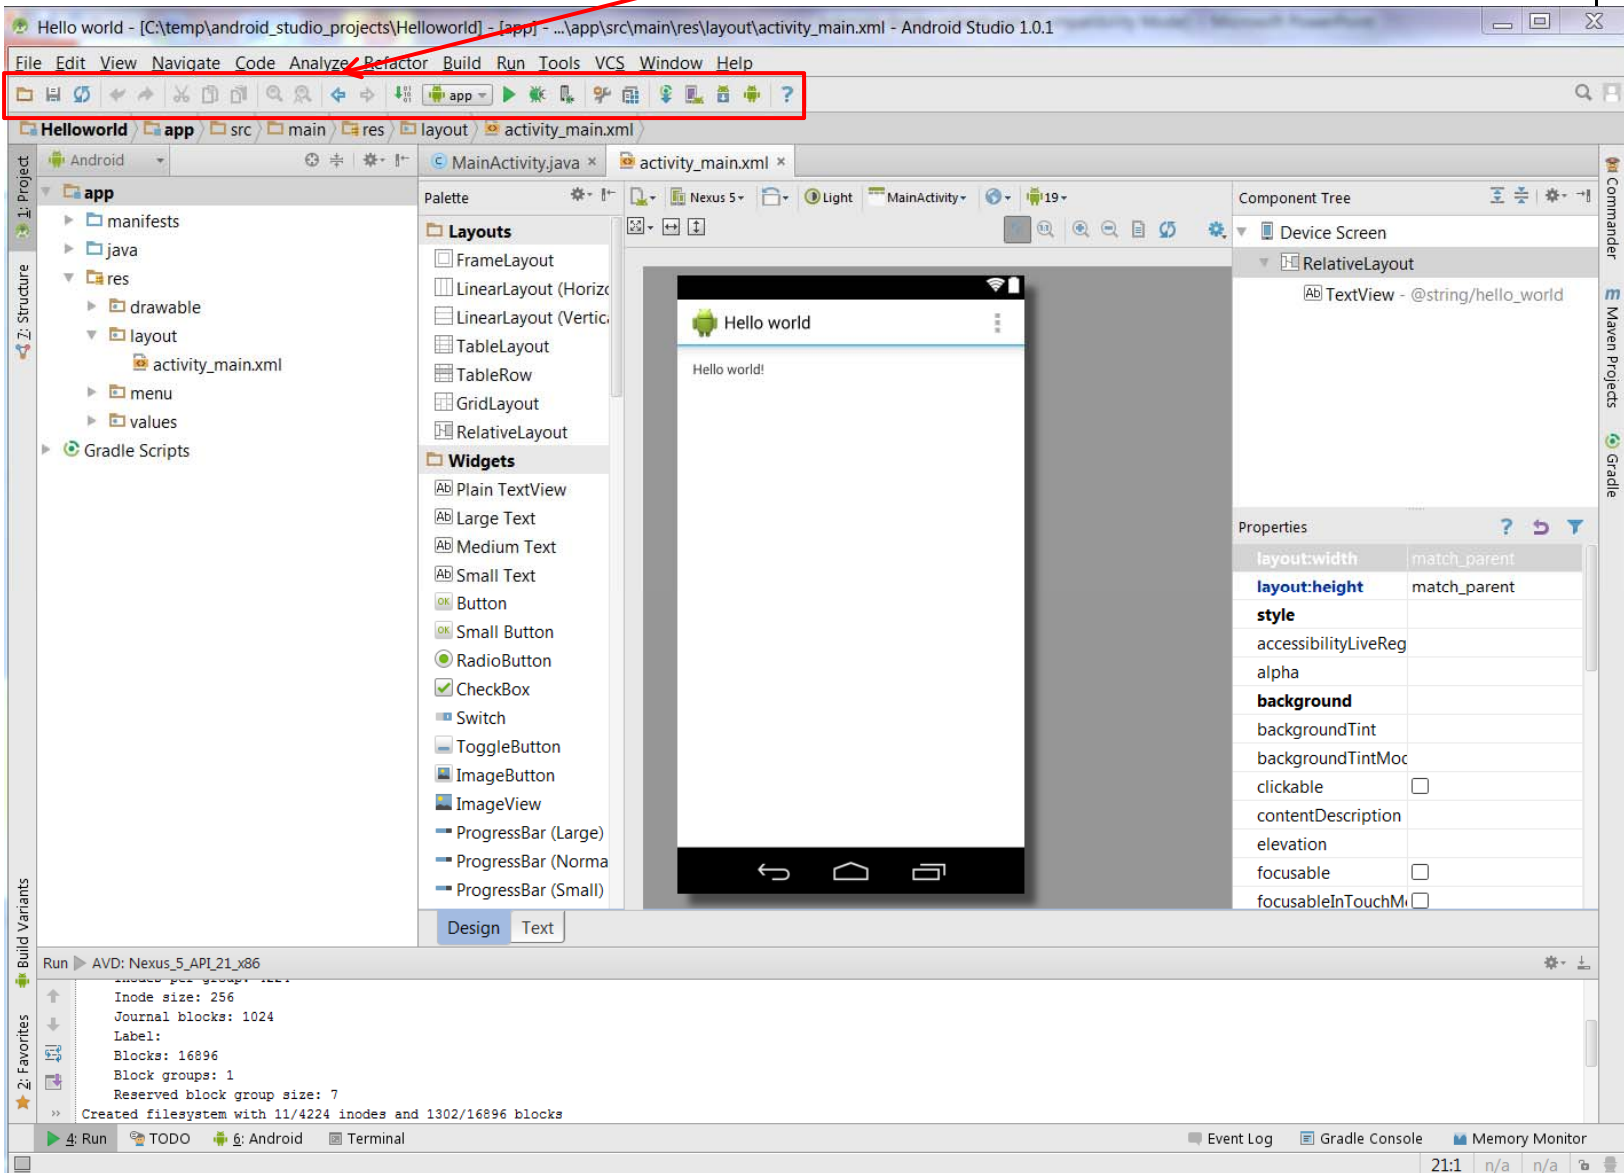 Hello world - [C:\temp\android_studio_projects\Helloworld] - [app] - ...\app\src\main\res\layout\activity_main.xml - Android Studio 1.0.1
File Edit View Navigate Code Analyze Refactor Build Run Tools VCS Window Help
app
Helloworld app src main res layout activity_main.xml
1: Project
Android
MainActivity.java
activity_main.xml
app
manifests
java
res
drawable
layout
activity_main.xml
menu
values
Gradle Scripts
Z: Structure
Build Variants
2: Favorites
Palette
Layouts
FrameLayout
LinearLayout (Horizo
LinearLayout (Vertica
TableLayout
TableRow
GridLayout
RelativeLayout
Widgets
Plain TextView
Large Text
Medium Text
Small Text
Button
Small Button
RadioButton
CheckBox
Switch
ToggleButton
ImageButton
ImageView
ProgressBar (Large)
ProgressBar (Norma
ProgressBar (Small)
Design Text
Nexus 5 Light MainActivity 19
Hello world
Hello world!
Component Tree
Device Screen
RelativeLayout
TextView - @string/hello_world
Properties
layout:width match_parent
layout:height match_parent
style
accessibilityLiveReg
alpha
background
backgroundTint
backgroundTintMod
clickable
contentDescription
elevation
focusable
focusableInTouchM
Commander
Maven Projects
Gradle
Run AVD: Nexus_5_API_21_x86
Inode size: 256
Journal blocks: 1024
Label:
Blocks: 16896
Block groups: 1
Reserved block group size: 7
Created filesystem with 11/4224 inodes and 1302/16896 blocks
4: Run TODO 6: Android Terminal Event Log Gradle Console Memory Monitor
21:1 n/a n/a